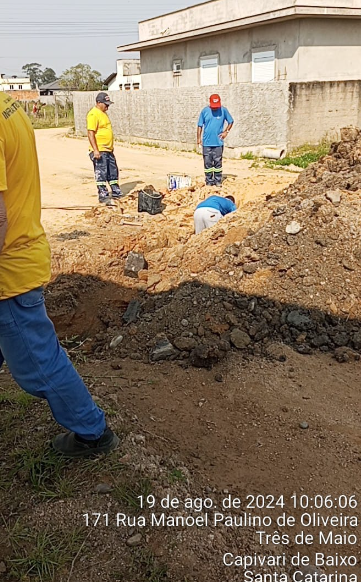 19 de ago. de 2024 10:06:06
171 Rua Manoel Paulino de Oliveira
Três de Maio
Capivari de Baixo
Santa Catarina